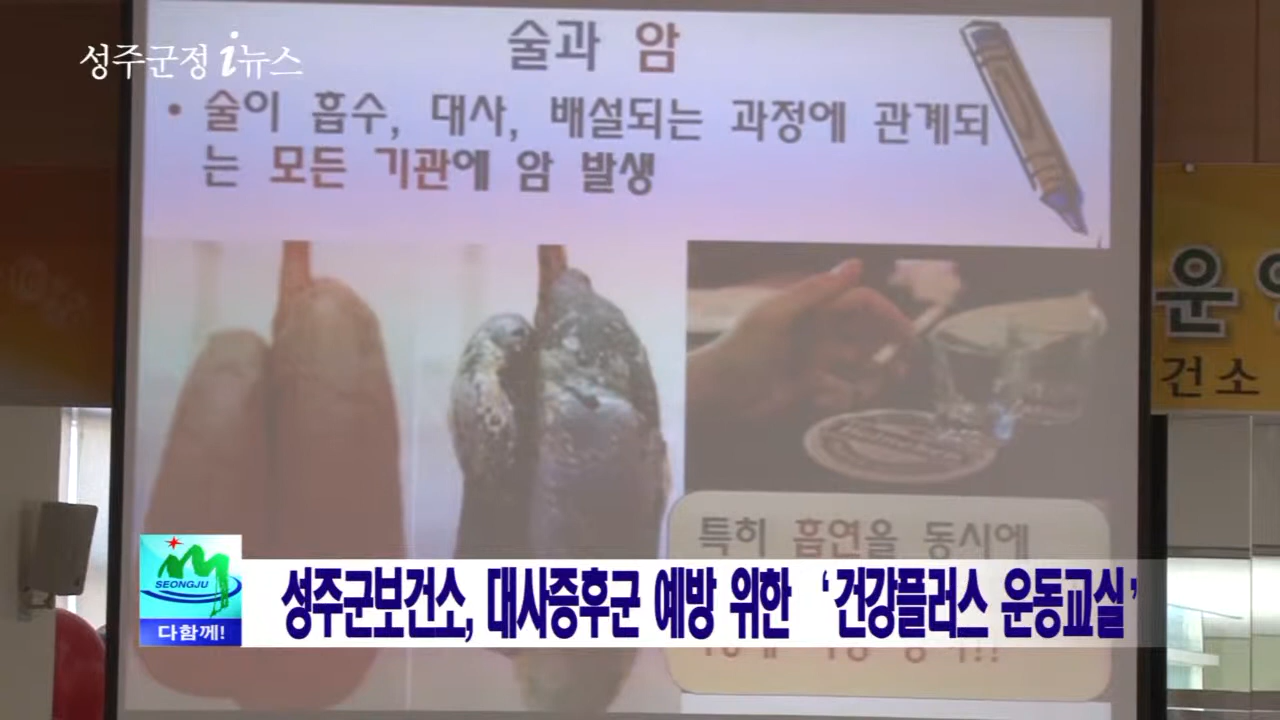 성주군정 i뉴스
술과 암
• 술이 흡수, 대사, 배설되는 과정에 관계되
는 모든 기관에 암 발생
운영
건소
특히 흡연을 동시에
SEONGJU
다함께!
성주군보건소, 대사증후군 예방 위한 ‘건강플러스 운동교실’